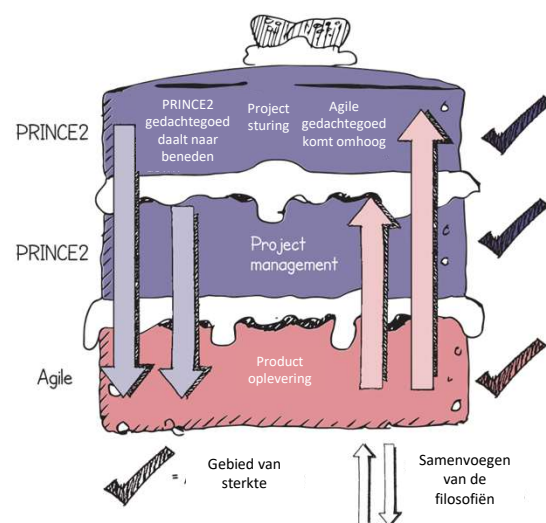 PRINCE2
gedachtegoed
daalt naar
beneden
Project
sturing
Agile
gedachtegoed
komt omhoog
PRINCE2
PRINCE2
Project
management
Agile
Product
oplevering
=
Gebied van
sterkte
Samenvoegen
van de
filosofiën